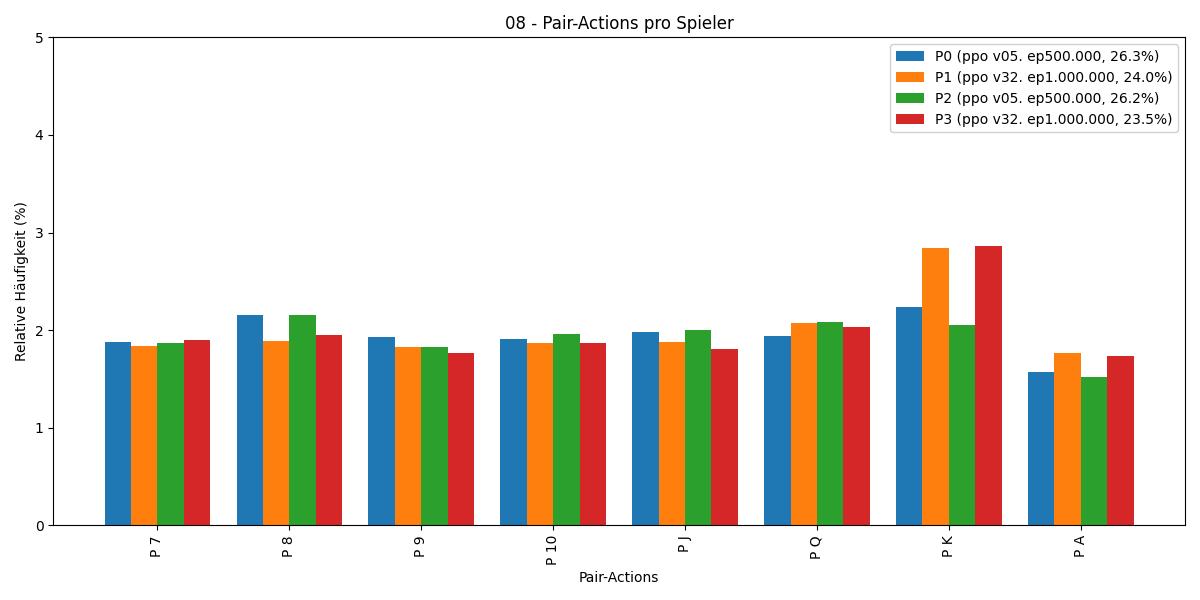 08 - Pair-Actions pro Spieler
P0 (ppo v05. ep500.000, 26.3%)
P1 (ppo v32. ep1.000.000, 24.0%)
P2 (ppo v05. ep500.000, 26.2%)
P3 (ppo v32. ep1.000.000, 23.5%)
Relative Häufigkeit (%)
5
4
3
2
1
0
P 7
P 8
P 9
P 10
P J
P Q
P K
P A
Pair-Actions